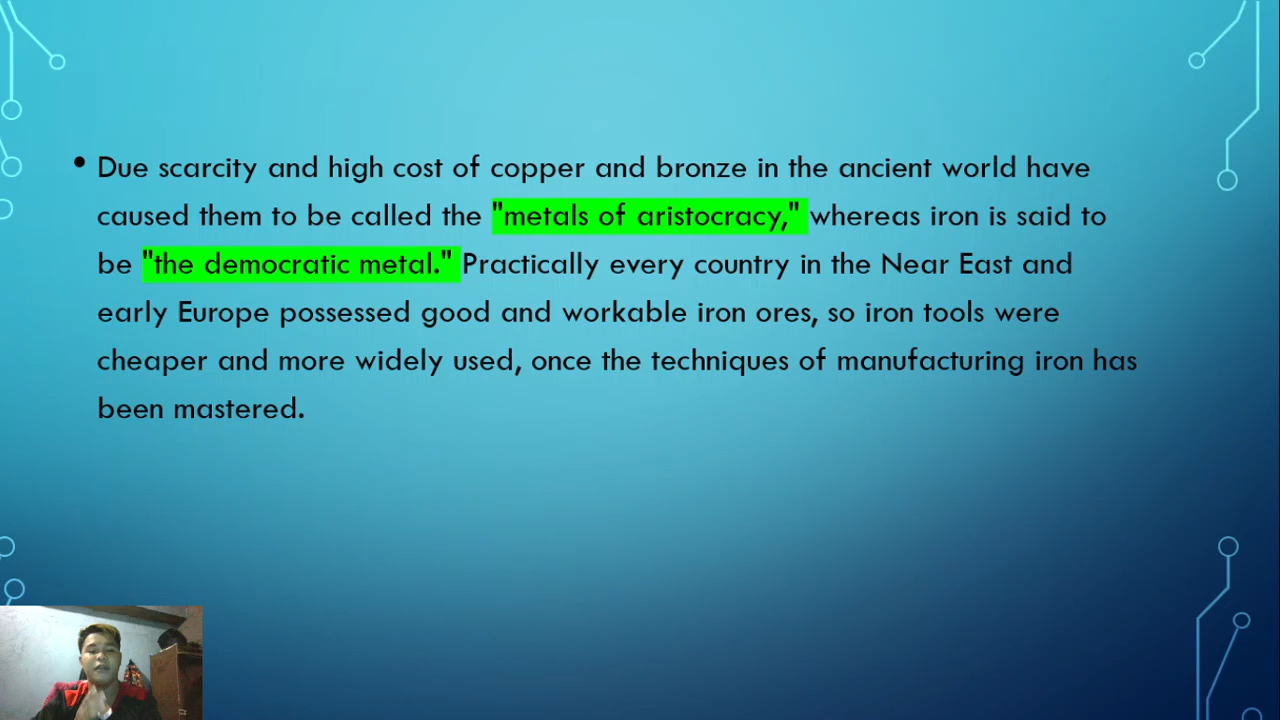 • Due scarcity and high cost of copper and bronze in the ancient world have
caused them to be called the "metals of aristocracy," whereas iron is said to
be "the democratic metal." Practically every country in the Near East and
early Europe possessed good and workable iron ores, so iron tools were
cheaper and more widely used, once the techniques of manufacturing iron has
been mastered.